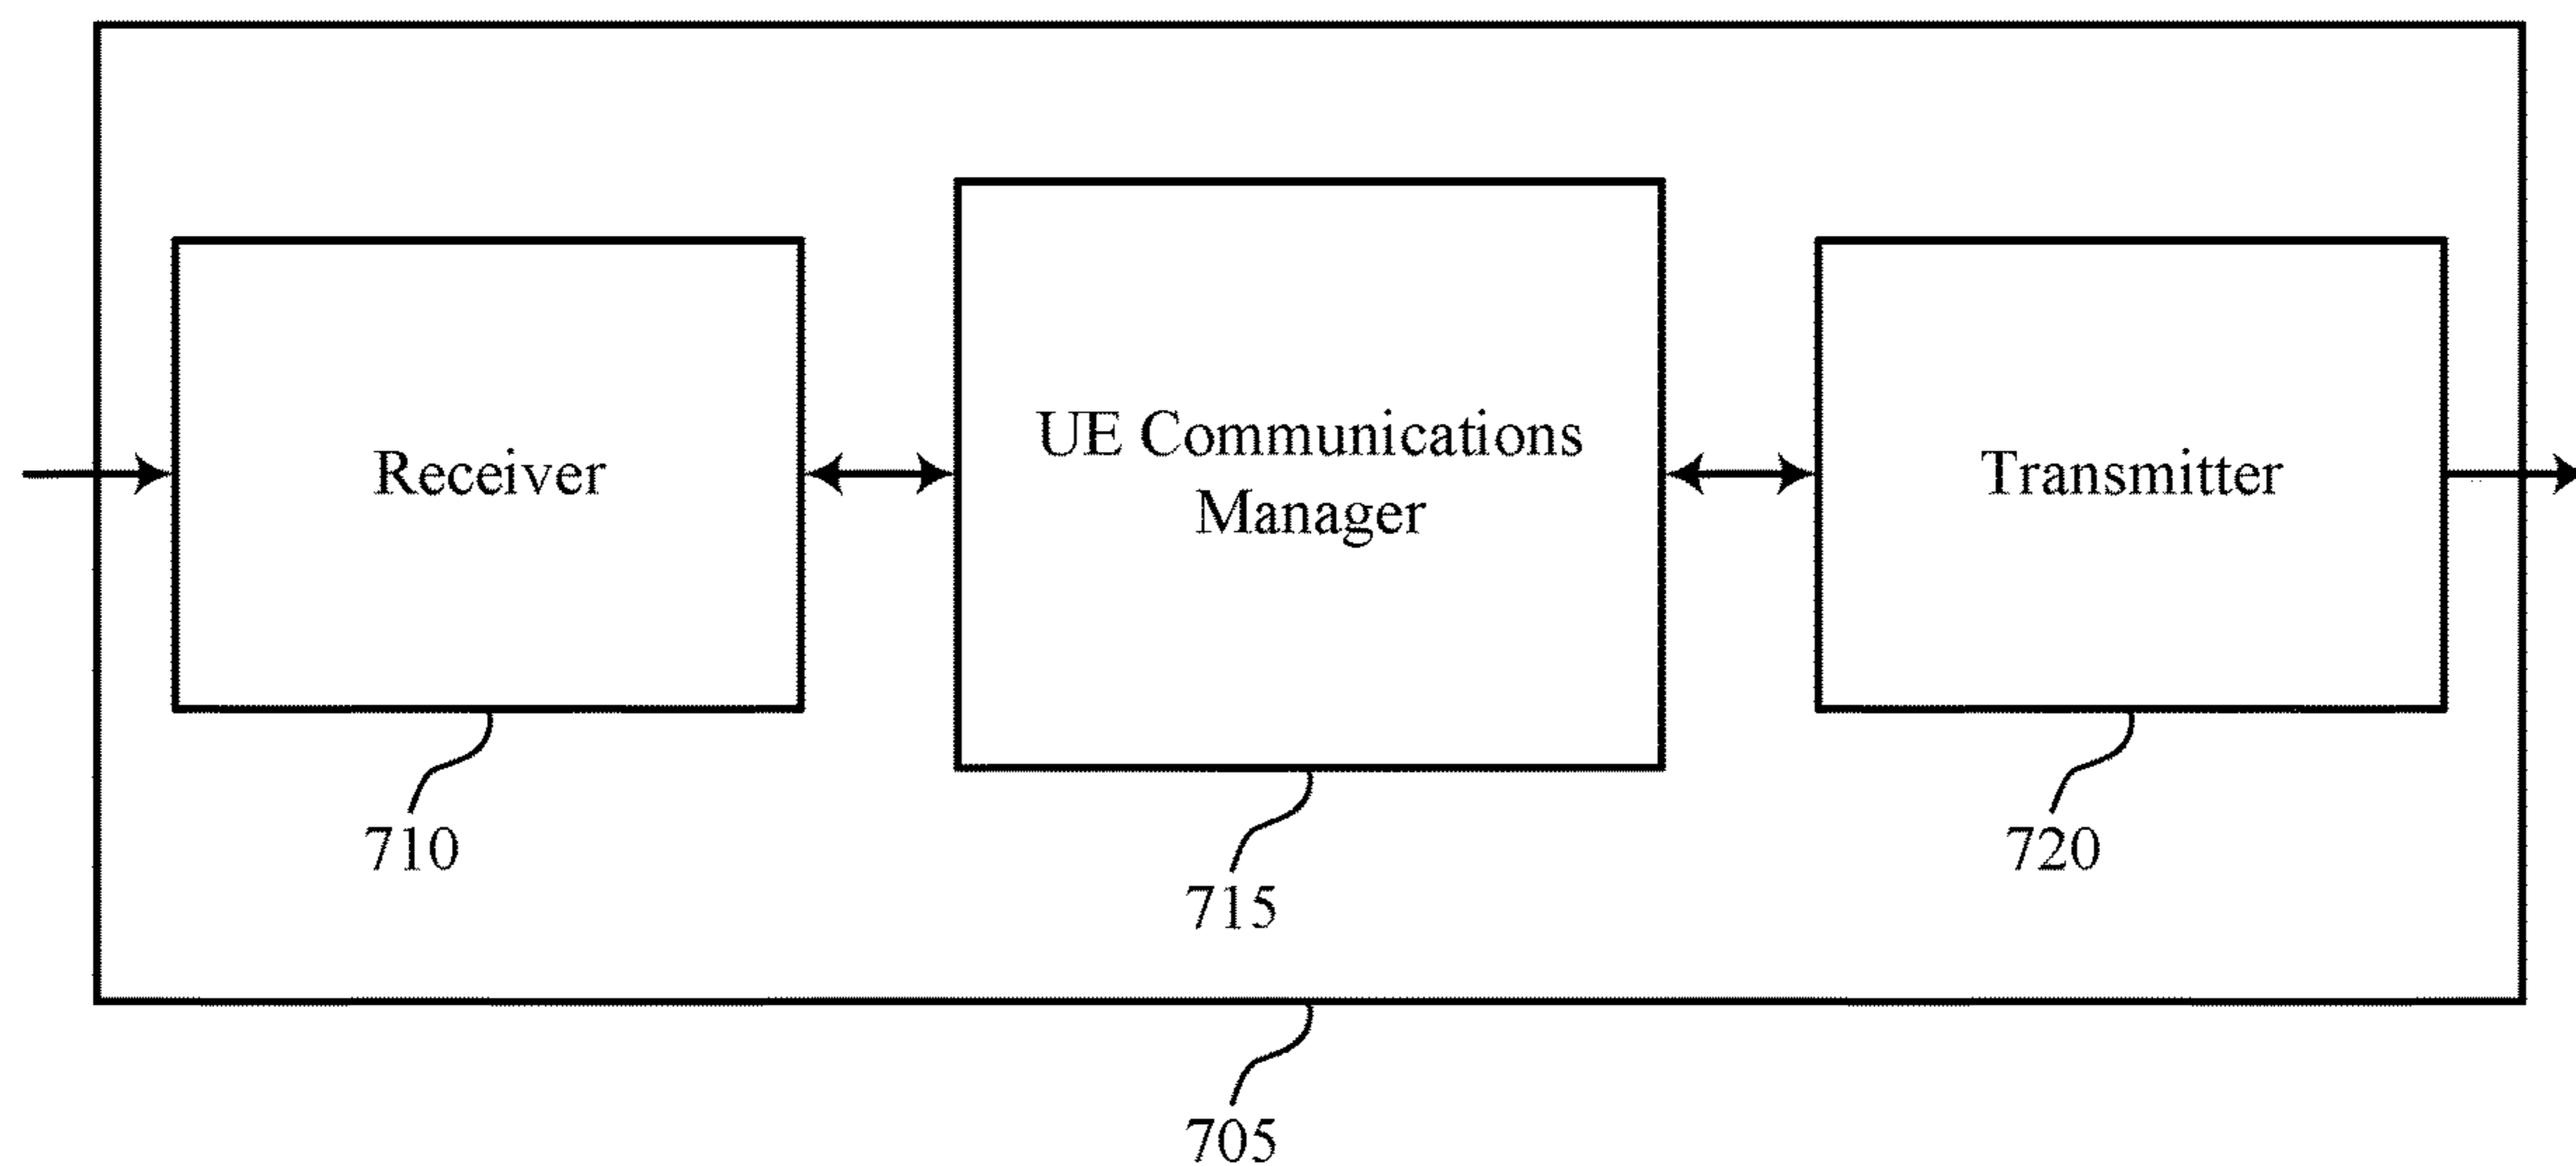 Receiver
UE Communications
Manager
Transmitter
710
715
720
705